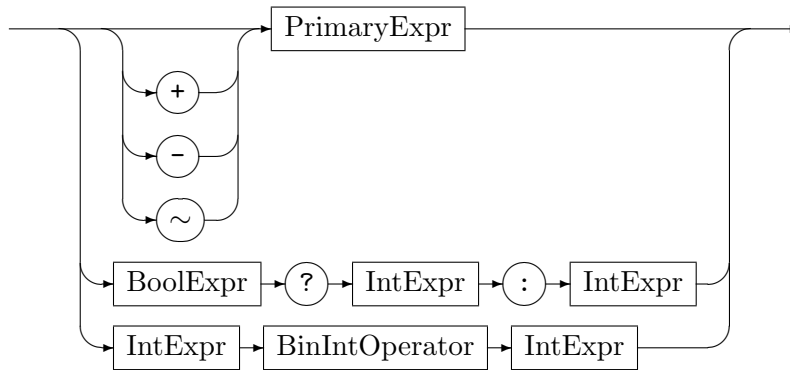 PrimaryExpr
+
-
~
BoolExpr ? IntExpr : IntExpr
IntExpr BinIntOperator IntExpr